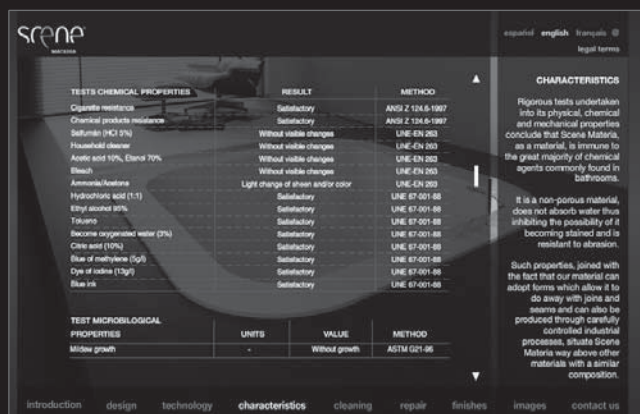 scene
MATERIA
español english français @
legal terms
TESTS CHEMICAL PROPERTIES RESULT METHOD
Cigarette resistance Satisfactory ANSI Z 124.6-1997
Chemical products resistance Satisfactory ANSI Z 124.6-1997
Salfumán (HCl 5%) Without visible changes UNE-EN 263
Household cleaner Without visible changes UNE-EN 263
Acetic acid 10%, Etanol 70% Without visible changes UNE-EN 263
Bleach Without visible changes UNE-EN 263
Ammonia/Acetone Light change of sheen and/or color UNE-EN 263
Hydrochloric acid (1:1) Satisfactory UNE 67-001-88
Ethyl alcohol 95% Satisfactory UNE 67-001-88
Tolueno Satisfactory UNE 67-001-88
Become oxygenated water (3%) Satisfactory UNE 67-001-88
Citric acid (10%) Satisfactory UNE 67-001-88
Blue of methylene (5g/l) Satisfactory UNE 67-001-88
Dye of iodine (13g/l) Satisfactory UNE 67-001-88
Blue ink Satisfactory UNE 67-001-88
TEST MICROBILOGICAL
PROPERTIES UNITS VALUE METHOD
Mildew growth - Without growth ASTM G21-96
CHARACTERISTICS
Rigorous tests undertaken
into its physical, chemical
and mechanical properties
conclude that Scene Materia,
as a material, is immune to
the great majority of chemical
agents commonly found in
bathrooms.
It is a non-porous material,
does not absorb water thus
inhibiting the possibility of it
becoming stained and is
resistant to abrasion.
Such properties, joined with
the fact that our material can
adopt forms which allow it to
do away with joins and
seams and can also be
produced through carefully
controlled industrial
processes, situate Scene
Materia way above other
materials with a similar
composition.
introduction design technology characteristics cleaning repair finishes images contact us